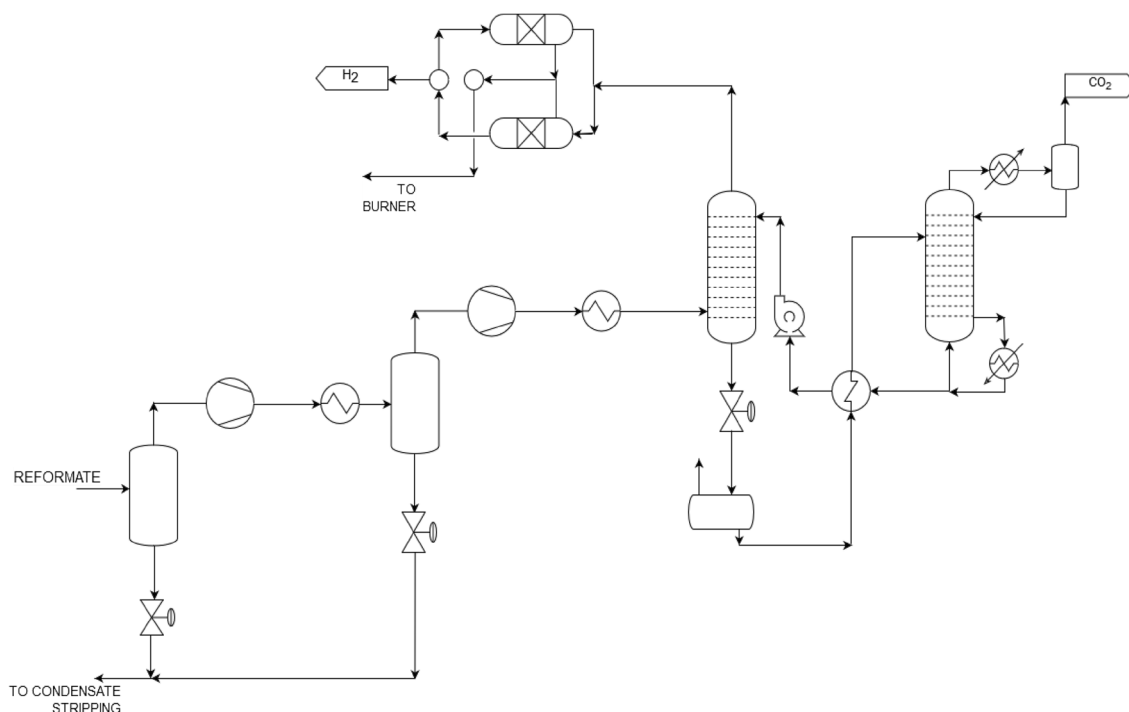 H2
CO2
TO
BURNER
REFORMATE
TO CONDENSATE
STRIPPING